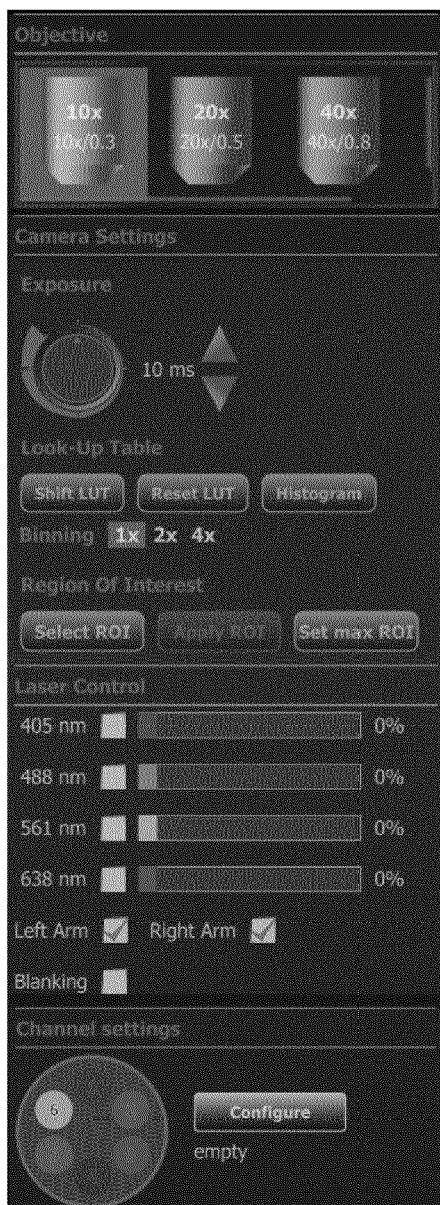 Objective
10x 20x 40x
10x/0.3 20x/0.5 40x/0.8
Camera Settings
Exposure
10 ms
Look-Up Table
Shift LUT Reset LUT Histogram
Binning 1x 2x 4x
Region Of Interest
Select ROI Apply ROI Set max ROI
Laser Control
405 nm 0%
488 nm 0%
561 nm 0%
638 nm 0%
Left Arm Right Arm
Blanking
Channel settings
6
Configure
empty